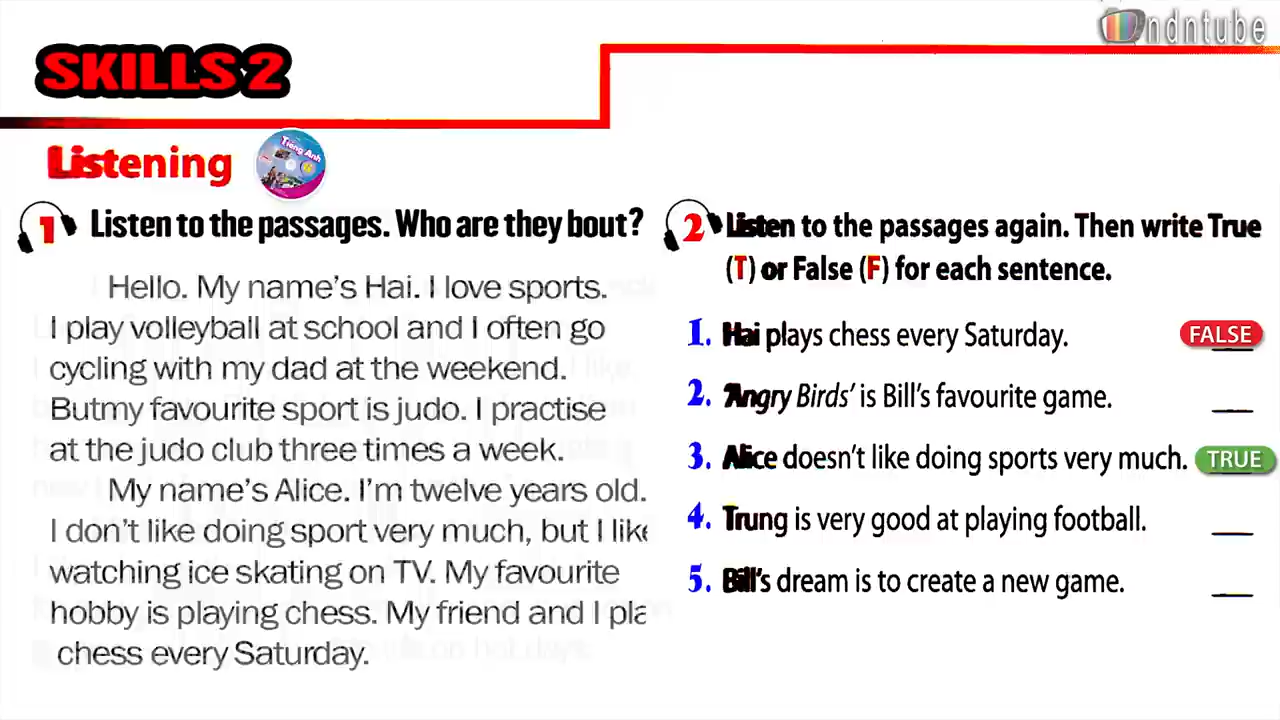 ndntube
SKILLS 2
Listening
Tiếng Anh
1 Listen to the passages. Who are they bout?
Hello. My name's Hai. I love sports.
I play volleyball at school and I often go
cycling with my dad at the weekend.
Butmy favourite sport is judo. I practise
at the judo club three times a week.
My name's Alice. I'm twelve years old.
I don't like doing sport very much, but I like
watching ice skating on TV. My favourite
hobby is playing chess. My friend and I pla
chess every Saturday.
2 Listen to the passages again. Then write True
(T) or False (F) for each sentence.
1. Hai plays chess every Saturday. FALSE
2. 'Angry Birds' is Bill's favourite game. __
3. Alice doesn't like doing sports very much. TRUE
4. Trung is very good at playing football. __
5. Bill's dream is to create a new game. __